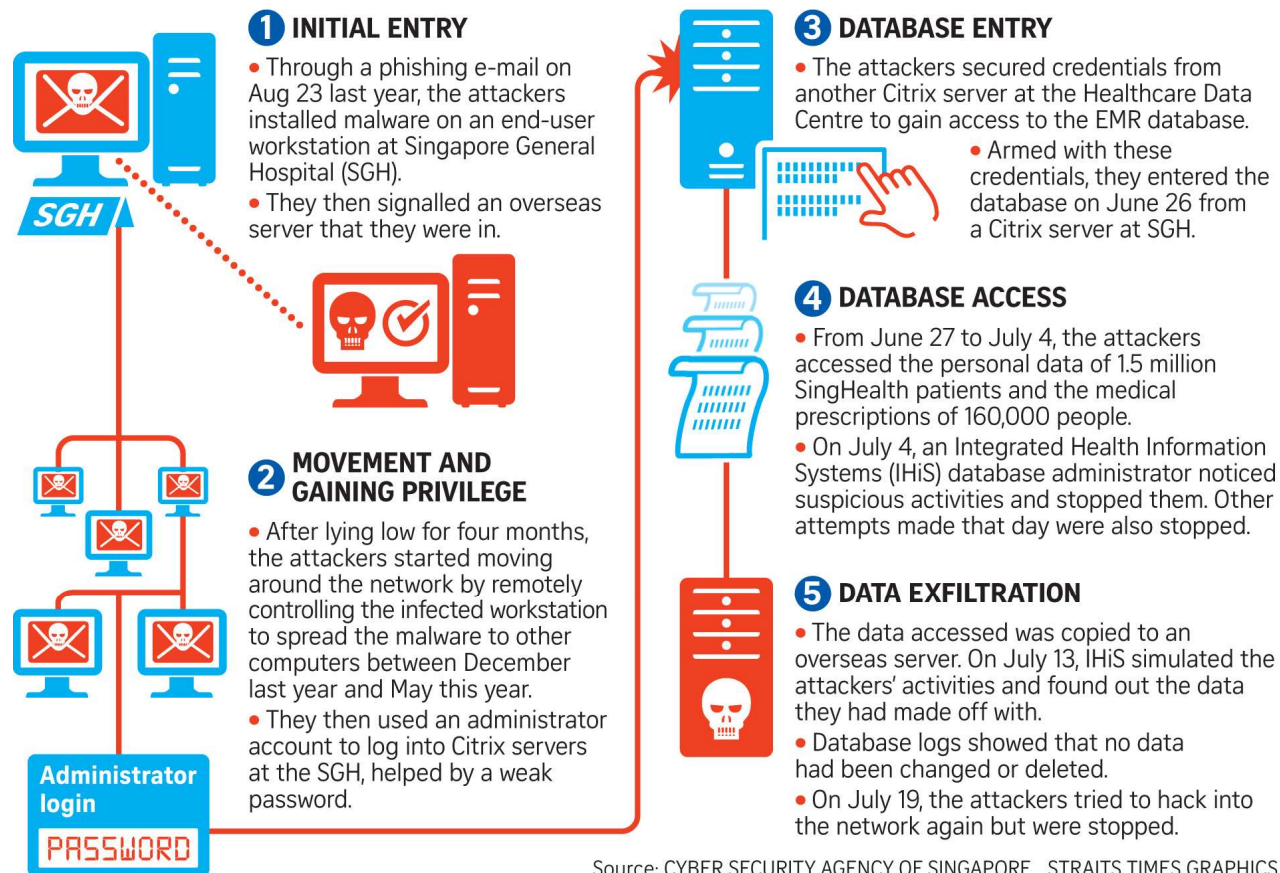 1 INITIAL ENTRY
• Through a phishing e-mail on
Aug 23 last year, the attackers
installed malware on an end-user
workstation at Singapore General
Hospital (SGH).
• They then signalled an overseas
server that they were in.
SGH
2 MOVEMENT AND
GAINING PRIVILEGE
• After lying low for four months,
the attackers started moving
around the network by remotely
controlling the infected workstation
to spread the malware to other
computers between December
last year and May this year.
• They then used an administrator
account to log into Citrix servers
at the SGH, helped by a weak
password.
Administrator
login
PASSWORD
3 DATABASE ENTRY
• The attackers secured credentials from
another Citrix server at the Healthcare Data
Centre to gain access to the EMR database.
• Armed with these
credentials, they entered the
database on June 26 from
a Citrix server at SGH.
4 DATABASE ACCESS
• From June 27 to July 4, the attackers
accessed the personal data of 1.5 million
SingHealth patients and the medical
prescriptions of 160,000 people.
• On July 4, an Integrated Health Information
Systems (IHiS) database administrator noticed
suspicious activities and stopped them. Other
attempts made that day were also stopped.
5 DATA EXFILTRATION
• The data accessed was copied to an
overseas server. On July 13, IHiS simulated the
attackers' activities and found out the data
they had made off with.
• Database logs showed that no data
had been changed or deleted.
• On July 19, the attackers tried to hack into
the network again but were stopped.
Source: CYBER SECURITY AGENCY OF SINGAPORE STRAITS TIMES GRAPHICS